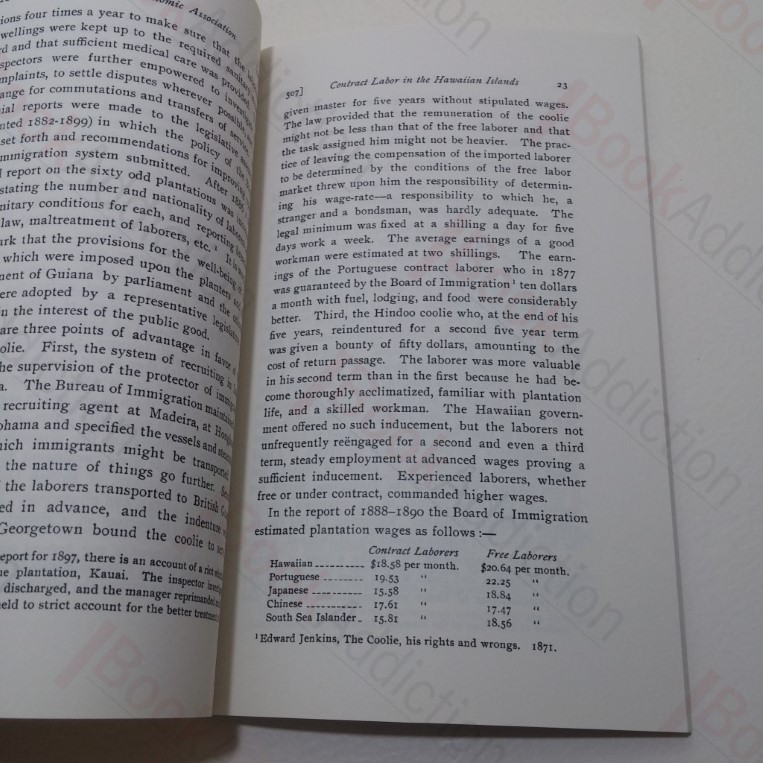 nomic Association.
ions four times a year to make sure that the
wellings were kept up to the required sanitary
rd and that sufficient medical care was provided.
spectors were further empowered to investigate
mplaints, to settle disputes wherever possible,
ange for commutations and transfers of service.
cial reports were made to the legislative
nted 1882-1899) in which the policy of the
set forth and recommendations for improving
mmigration system submitted. After
l report on the sixty odd plantations was
stating the number and nationality of laborers,
nitary conditions for each, and reporting
law, maltreatment of laborers, etc.¹ It is
ark that the provisions for the well-being of
which were imposed upon the planters and
ment of Guiana by parliament and the
ere adopted by a representative legislature
n the interest of the public good.
are three points of advantage in favor of
olie. First, the system of recruiting in
he supervision of the protector of
a. The Bureau of Immigration maintained
recruiting agent at Madeira, at
ohama and specified the vessels and
hich immigrants might be transported
the nature of things go further.
f the laborers transported to British
ed in advance, and the indenture
Georgetown bound the coolie to
eport for 1897, there is an account of a riot
ne plantation, Kauai. The inspector
discharged, and the manager reprimanded
held to strict account for the better treatment
507] Contract Labor in the Hawaiian Islands 23
given master for five years without stipulated wages.
The law provided that the remuneration of the coolie
might not be less than that of the free laborer and that
the task assigned him might not be heavier. The prac-
tice of leaving the compensation of the imported laborer
to be determined by the conditions of the free labor
market threw upon him the responsibility of determin-
ing his wage-rate—a responsibility to which he, a
stranger and a bondsman, was hardly adequate. The
legal minimum was fixed at a shilling a day for five
days work a week. The average earnings of a good
workman were estimated at two shillings. The earn-
ings of the Portuguese contract laborer who in 1877
was guaranteed by the Board of Immigration¹ ten dollars
a month with fuel, lodging, and food were considerably
better. Third, the Hindoo coolie who, at the end of his
five years, reindentured for a second five year term
was given a bounty of fifty dollars, amounting to the
cost of return passage. The laborer was more valuable
in his second term than in the first because he had be-
come thoroughly acclimatized, familiar with plantation
life, and a skilled workman. The Hawaiian govern-
ment offered no such inducement, but the laborers not
unfrequently reëngaged for a second and even a third
term, steady employment at advanced wages proving a
sufficient inducement. Experienced laborers, whether
free or under contract, commanded higher wages.
In the report of 1888–1890 the Board of Immigration
estimated plantation wages as follows :—
Contract Laborers Free Laborers
Hawaiian $18.58 per month. $20.64 per month.
Portuguese 19.53 " 22.25 "
Japanese 15.58 " 18.84 "
Chinese 17.61 " 17.47 "
South Sea Islander 15.81 " 18.56 "
¹Edward Jenkins, The Coolie, his rights and wrongs. 1871.
Book Addiction